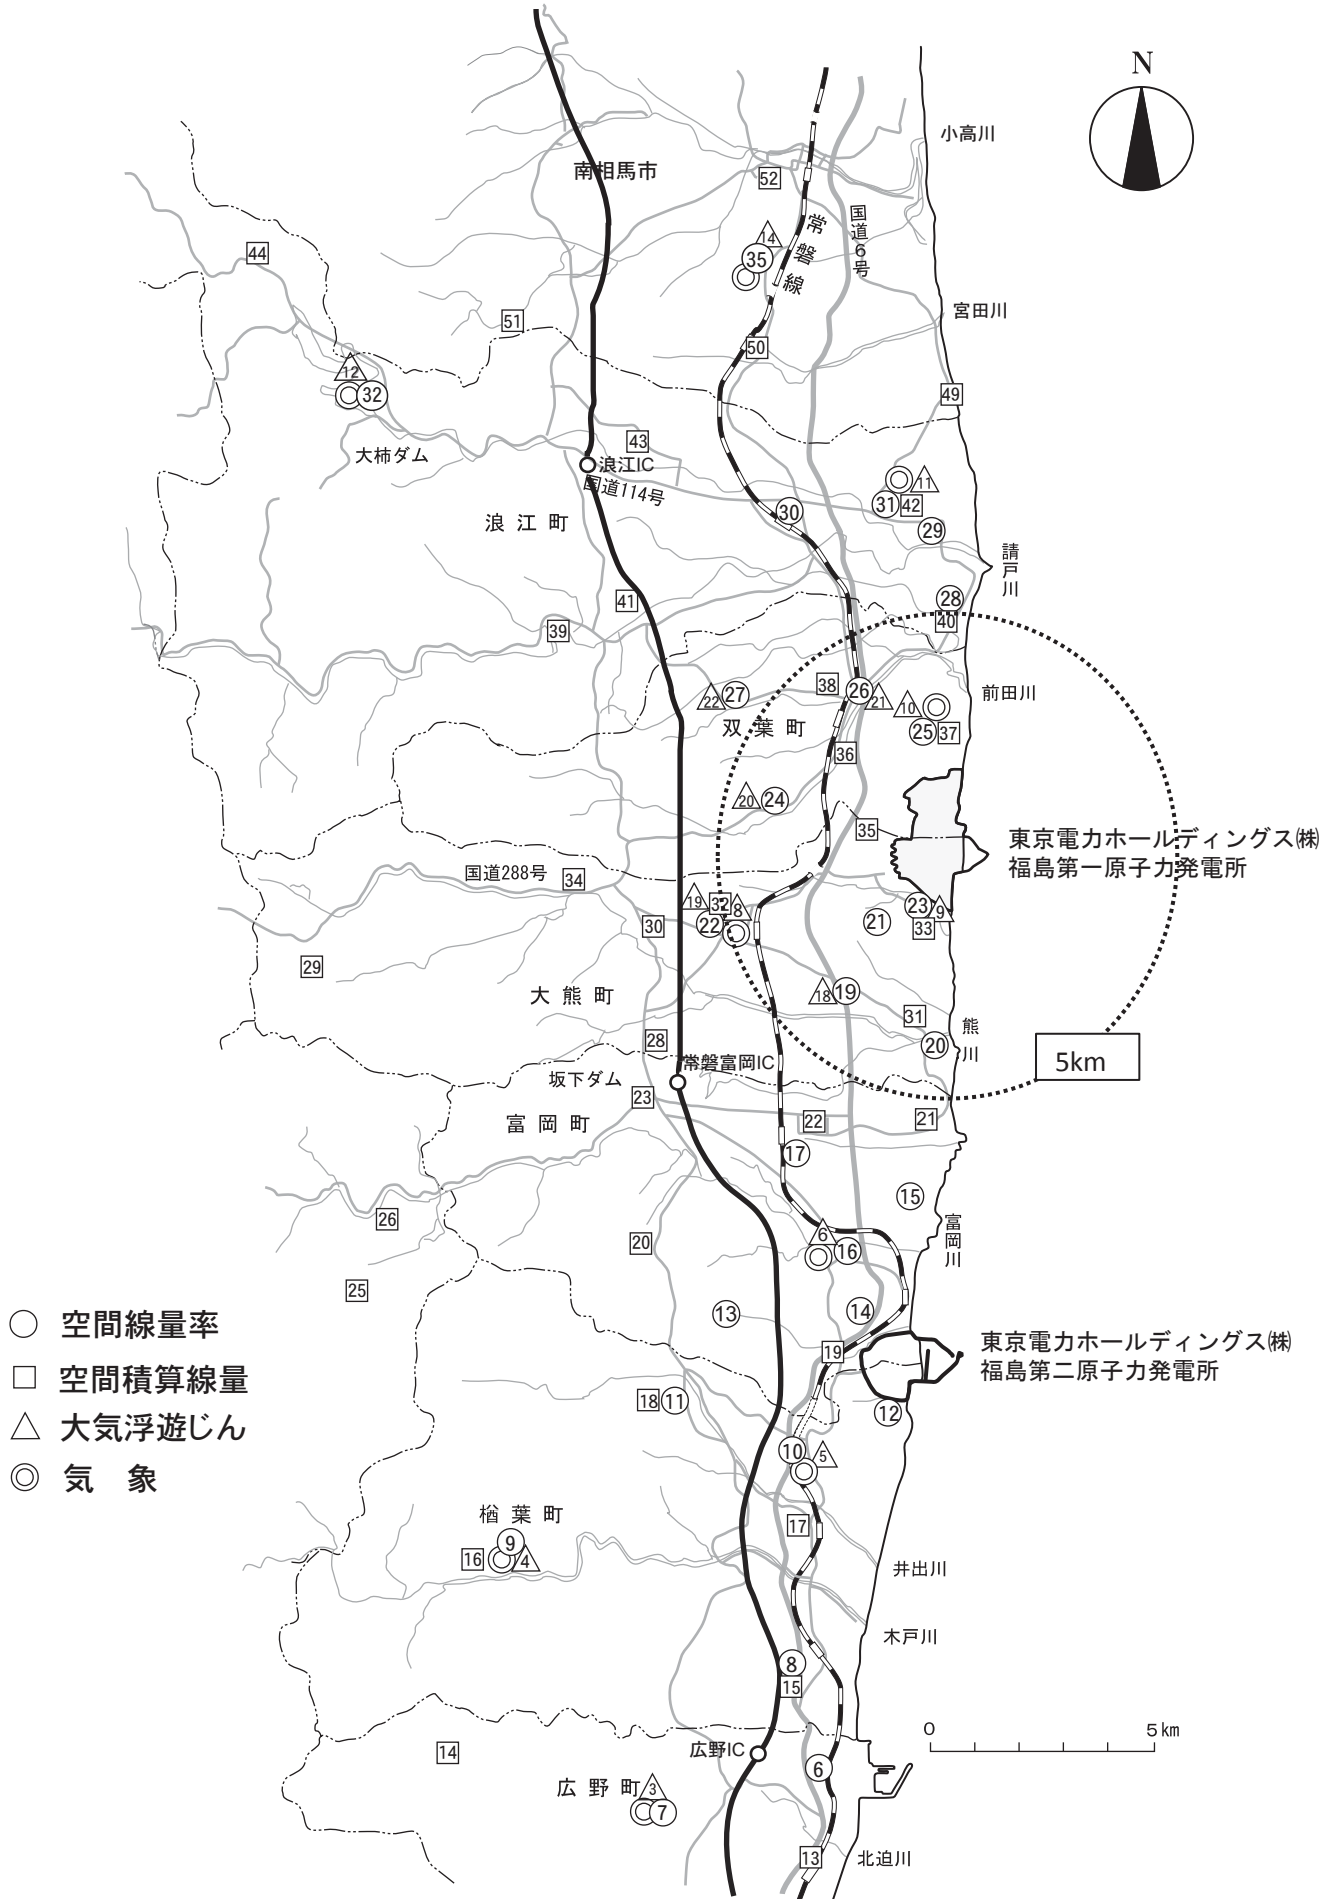 N
小高川
南相馬市
52
国道6号
常磐線
14
35
44
宮田川
51
50
12
32
49
43
大柿ダム
浪江IC
国道114号
11
31
42
30
29
浪江町
請戸川
28
41
40
39
38
26
21
10
前田川
22
27
25
37
双葉町
36
20
24
35
東京電力ホールディングス㈱
福島第一原子力発電所
国道288号
34
19
32
8
23
9
22
21
33
30
29
18
19
大熊町
31
熊川
28
20
常磐富岡IC
5km
坂下ダム
23
富岡町
22
21
17
15
26
富岡川
20
6
16
25
14
13
○ 空間線量率
19
東京電力ホールディングス㈱
福島第二原子力発電所
□ 空間積算線量
18
11
12
△ 大気浮遊じん
10
5
◎ 気象
楢葉町
17
9
16
4
井出川
木戸川
8
15
0 5km
14
広野IC
6
広野町
3
7
13
北迫川